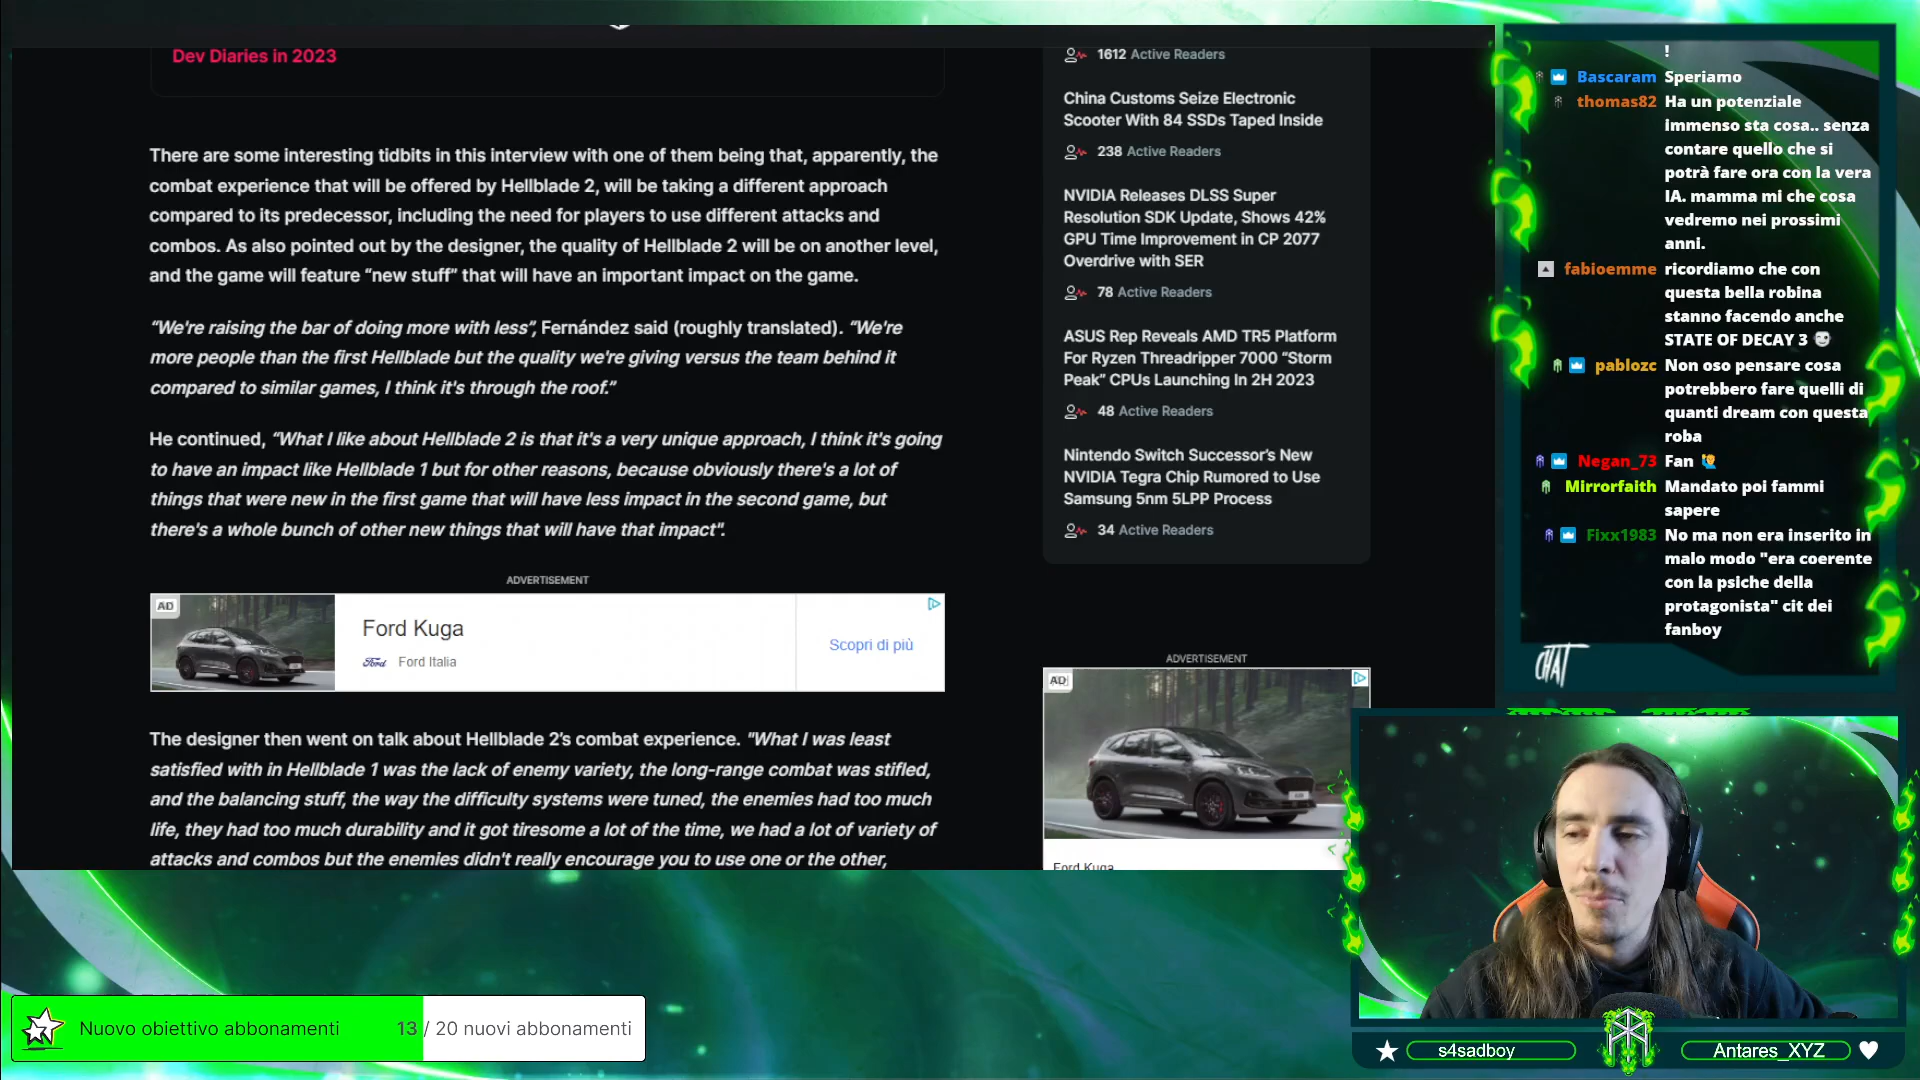 Dev Diaries in 2023
There are some interesting tidbits in this interview with one of them being that, apparently, the
combat experience that will be offered by Hellblade 2, will be taking a different approach
compared to its predecessor, including the need for players to use different attacks and
combos. As also pointed out by the designer, the quality of Hellblade 2 will be on another level,
and the game will feature “new stuff” that will have an important impact on the game.
“We're raising the bar of doing more with less”, Fernández said (roughly translated). “We're
more people than the first Hellblade but the quality we're giving versus the team behind it
compared to similar games, I think it's through the roof.”
He continued, “What I like about Hellblade 2 is that it's a very unique approach, I think it's going
to have an impact like Hellblade 1 but for other reasons, because obviously there's a lot of
things that were new in the first game that will have less impact in the second game, but
there's a whole bunch of other new things that will have that impact".
ADVERTISEMENT
AD
Ford Kuga
Ford
Ford Italia
Scopri di più
The designer then went on talk about Hellblade 2's combat experience. "What I was least
satisfied with in Hellblade 1 was the lack of enemy variety, the long-range combat was stifled,
and the balancing stuff, the way the difficulty systems were tuned, the enemies had too much
life, they had too much durability and it got tiresome a lot of the time, we had a lot of variety of
attacks and combos but the enemies didn't really encourage you to use one or the other,
1612 Active Readers
China Customs Seize Electronic
Scooter With 84 SSDs Taped Inside
238 Active Readers
NVIDIA Releases DLSS Super
Resolution SDK Update, Shows 42%
GPU Time Improvement in CP 2077
Overdrive with SER
78 Active Readers
ASUS Rep Reveals AMD TR5 Platform
For Ryzen Threadripper 7000 “Storm
Peak” CPUs Launching In 2H 2023
48 Active Readers
Nintendo Switch Successor's New
NVIDIA Tegra Chip Rumored to Use
Samsung 5nm 5LPP Process
34 Active Readers
ADVERTISEMENT
AD
Ford Kuga
!
Bascaram Speriamo
thomas82 Ha un potenziale
immenso sta cosa.. senza
contare quello che si
potrà fare ora con la vera
IA. mamma mi che cosa
vedremo nei prossimi
anni.
fabioemme ricordiamo che con
questa bella robina
stanno facendo anche
STATE OF DECAY 3
pablozc Non oso pensare cosa
potrebbero fare quelli di
quanti dream con questa
roba
Negan_73 Fan
Mirrorfaith Mandato poi fammi
sapere
Fixx1983 No ma non era inserito in
malo modo "era coerente
con la psiche della
protagonista" cit dei
fanboy
CHAT
Nuovo obiettivo abbonamenti 13 / 20 nuovi abbonamenti
s4sadboy
Antares_XYZ